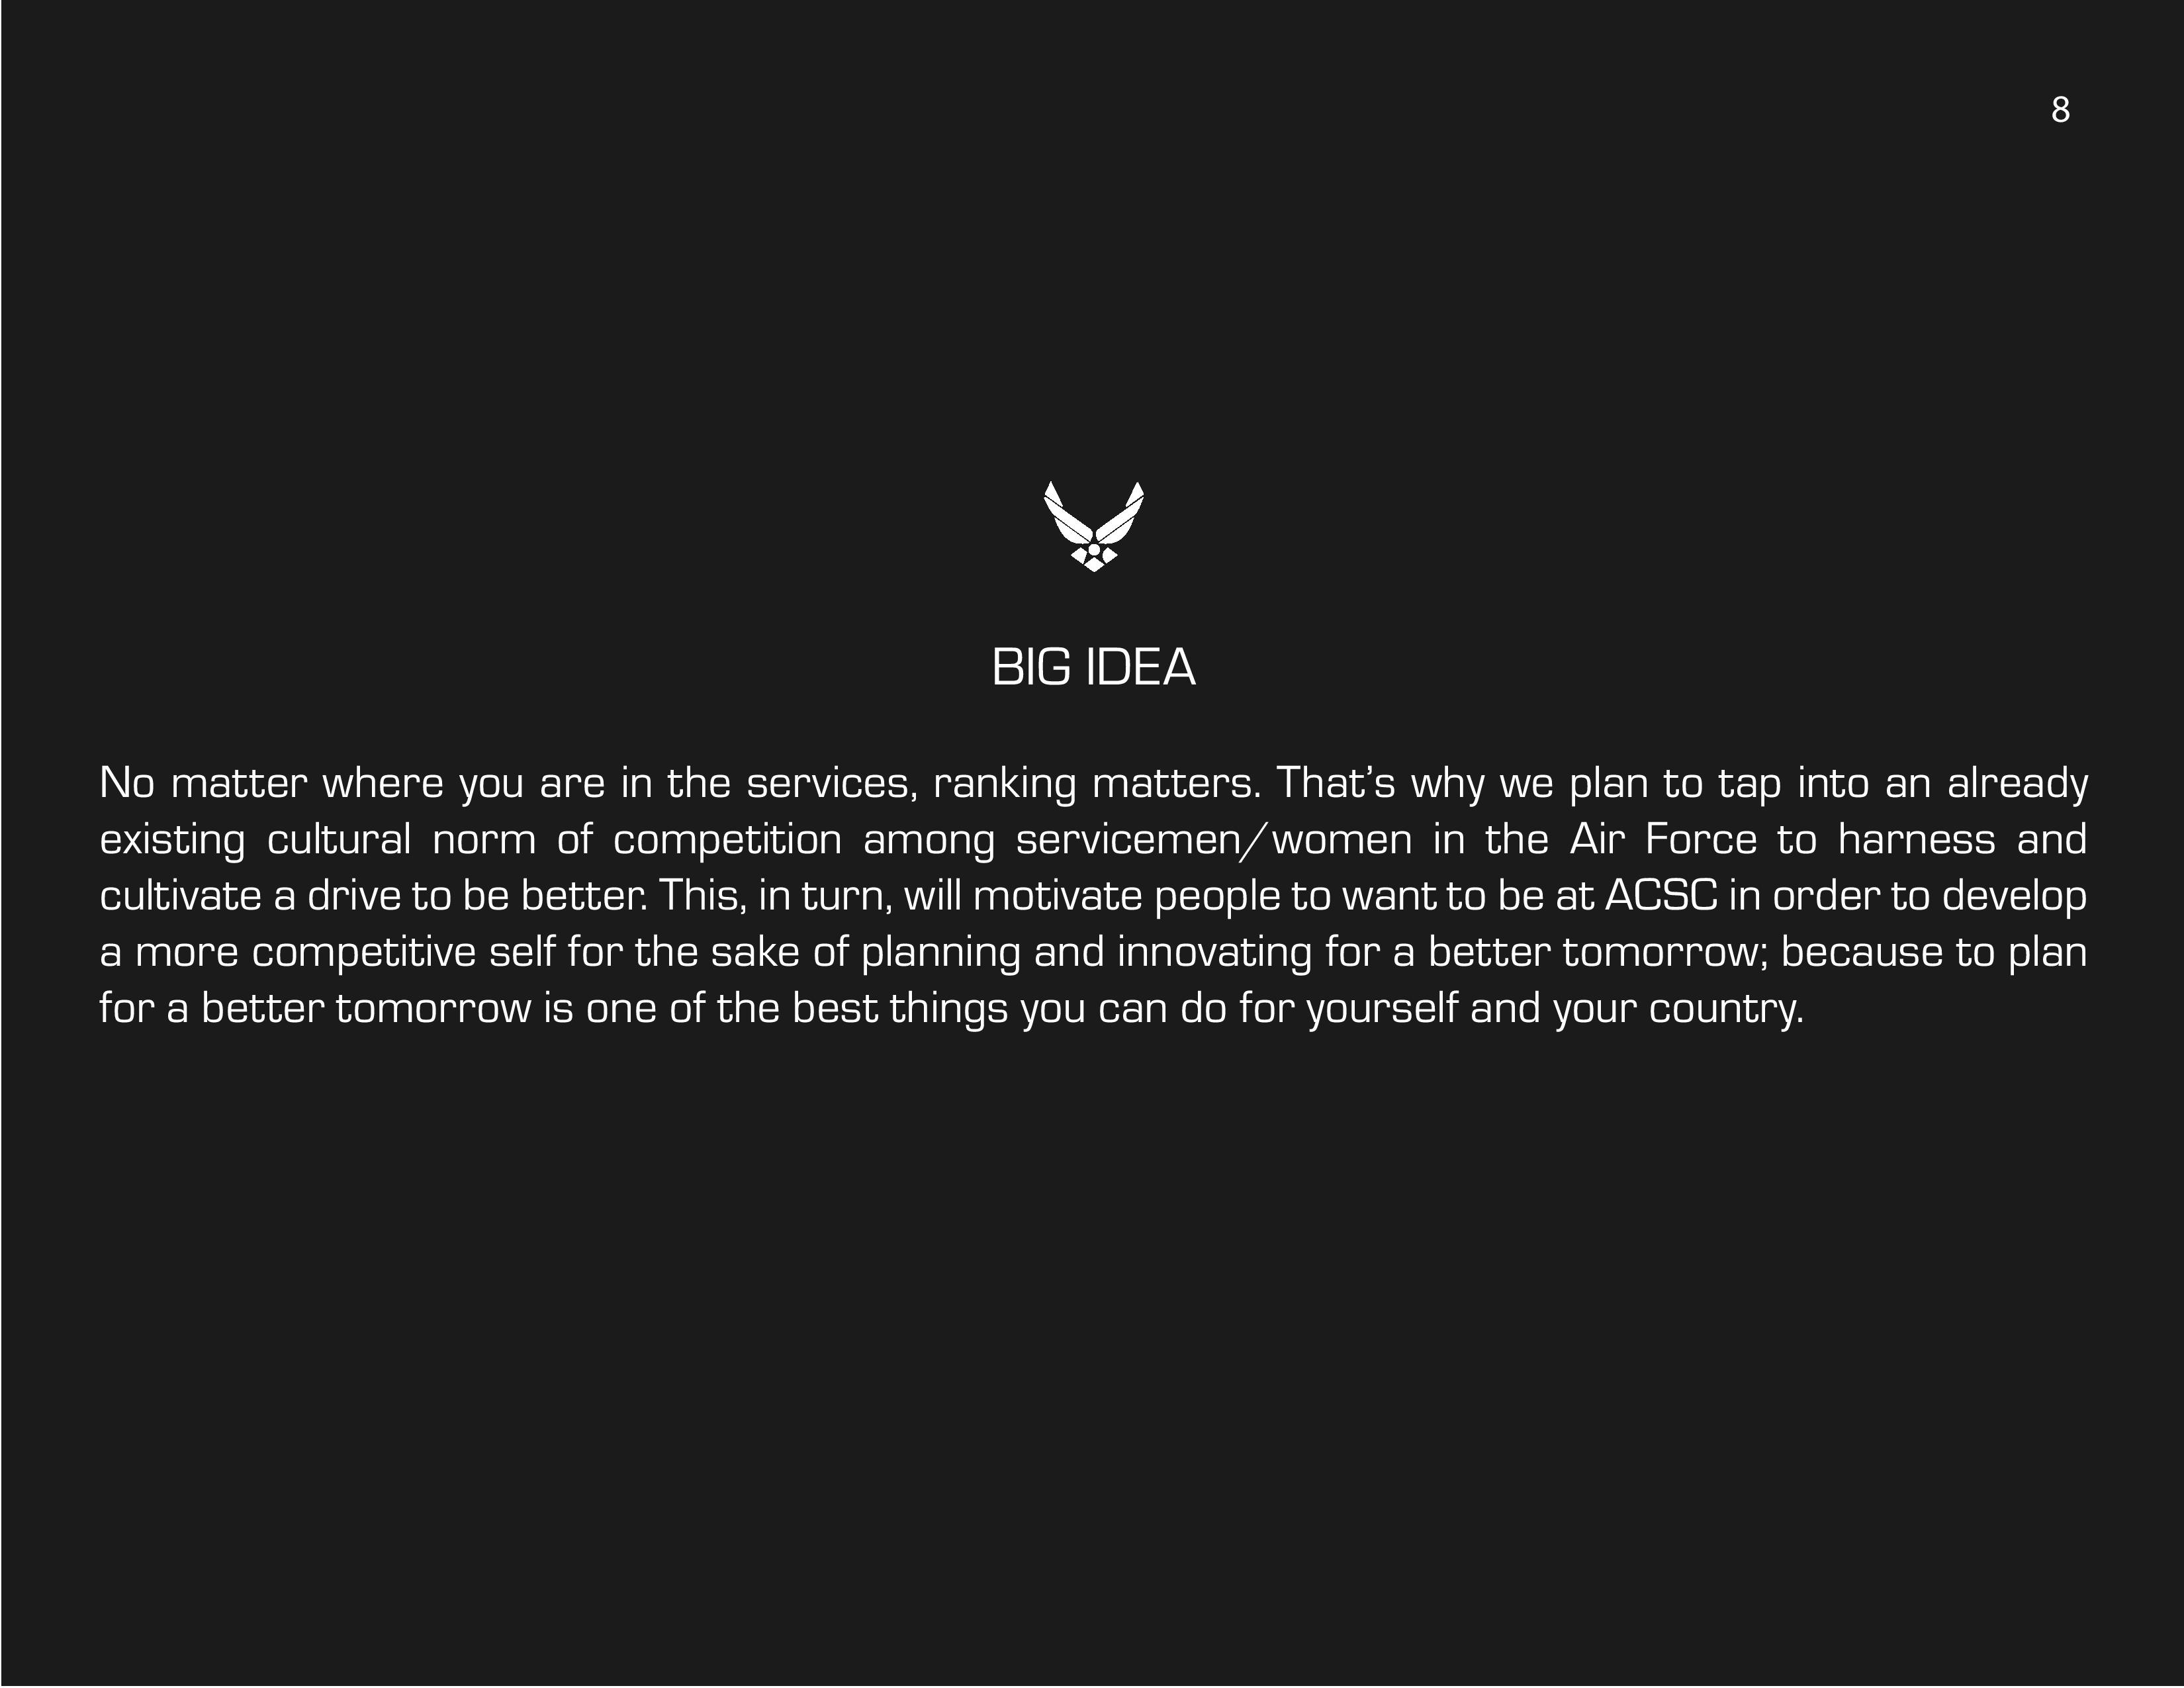 8
BIG IDEA
No matter where you are in the services, ranking matters. That's why we plan to tap into an already
existing cultural norm of competition among servicemen/women in the Air Force to harness and
cultivate a drive to be better. This, in turn, will motivate people to want to be at ACSC in order to develop
a more competitive self for the sake of planning and innovating for a better tomorrow; because to plan
for a better tomorrow is one of the best things you can do for yourself and your country.